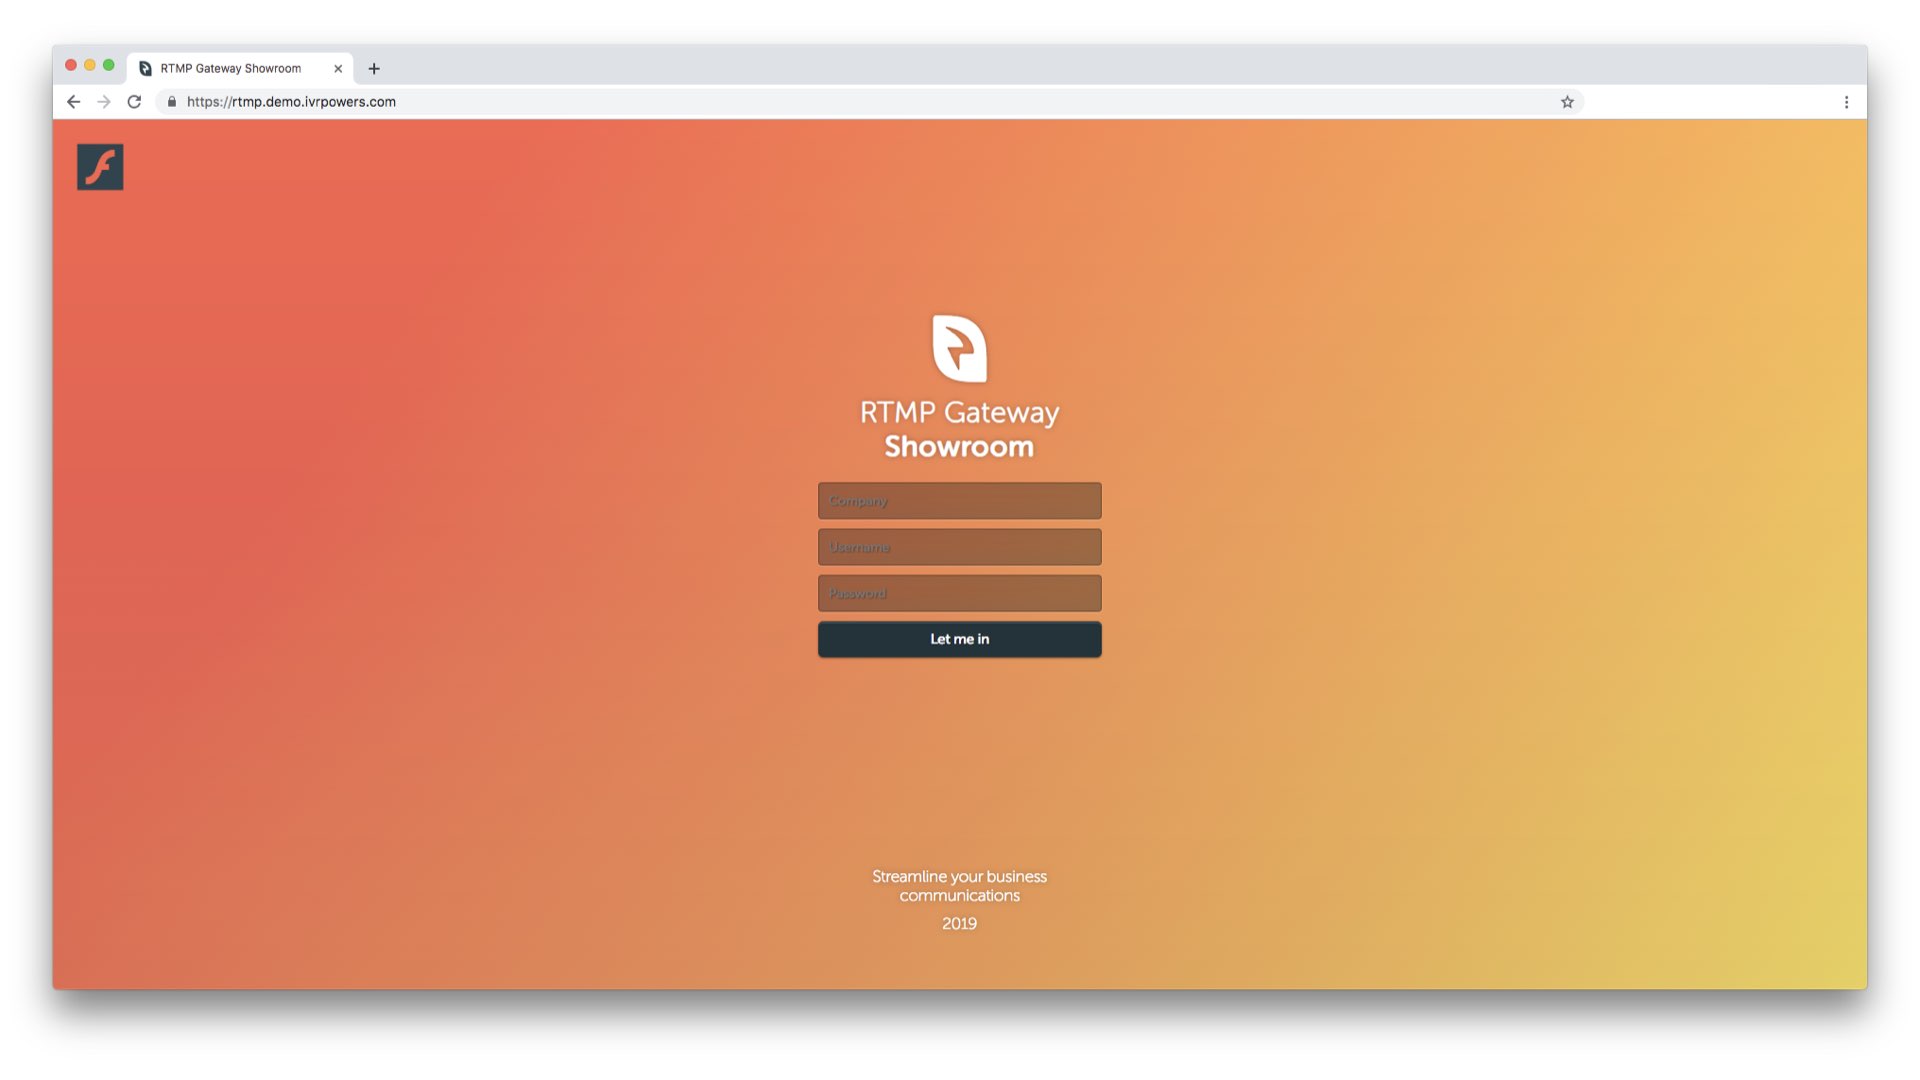 RTMP Gateway Showroom
https://rtmp.demo.ivrpowers.com
RTMP Gateway
Showroom
Company
Username
Password
Let me in
Streamline your business
communications
2019